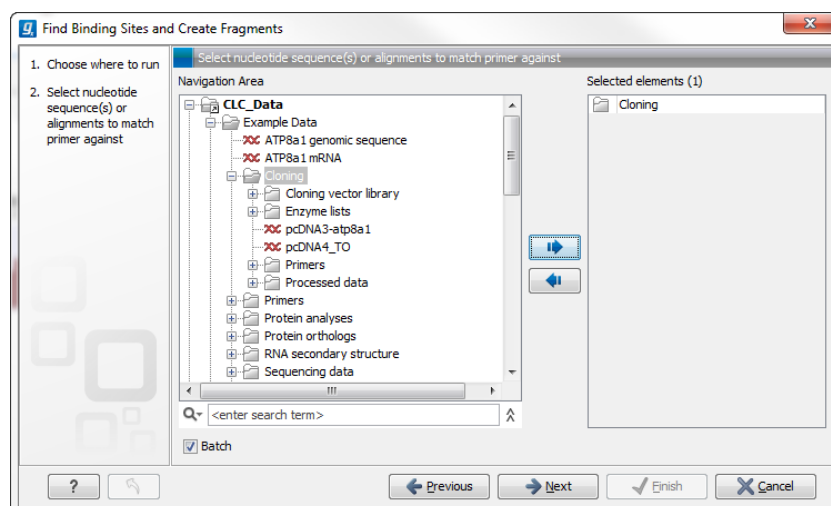 Find Binding Sites and Create Fragments
1. Choose where to run
2. Select nucleotide
sequence(s) or
alignments to match
primer against
Select nucleotide sequence(s) or alignments to match primer against
Navigation Area
CLC_Data
Example Data
ATP8a1 genomic sequence
ATP8a1 mRNA
Cloning
Cloning vector library
Enzyme lists
pcDNA3-atp8a1
pcDNA4_TO
Primers
Processed data
Primers
Protein analyses
Protein orthologs
RNA secondary structure
Sequencing data
<enter search term>
Batch
Selected elements (1)
Cloning
?
Previous
Next
Finish
Cancel